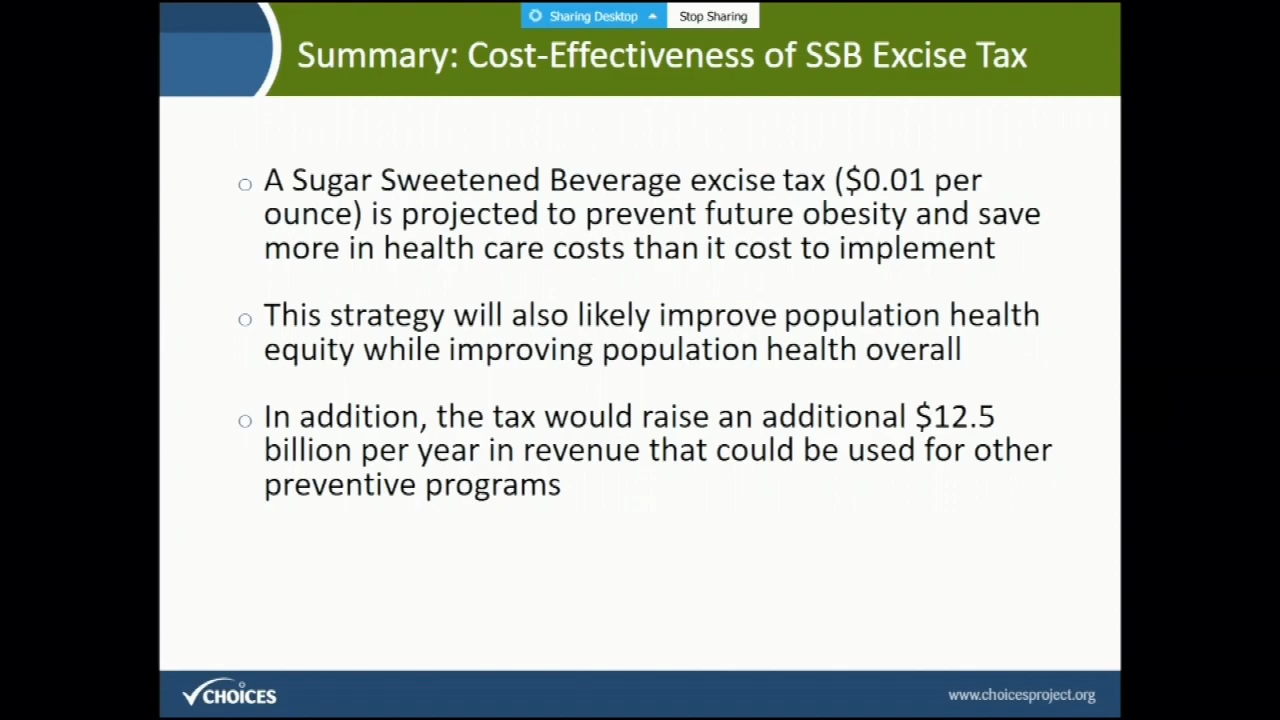 Sharing Desktop Stop Sharing
Summary: Cost-Effectiveness of SSB Excise Tax
A Sugar Sweetened Beverage excise tax ($0.01 per
ounce) is projected to prevent future obesity and save
more in health care costs than it cost to implement
This strategy will also likely improve population health
equity while improving population health overall
In addition, the tax would raise an additional $12.5
billion per year in revenue that could be used for other
preventive programs
CHOICES www.choicesproject.org